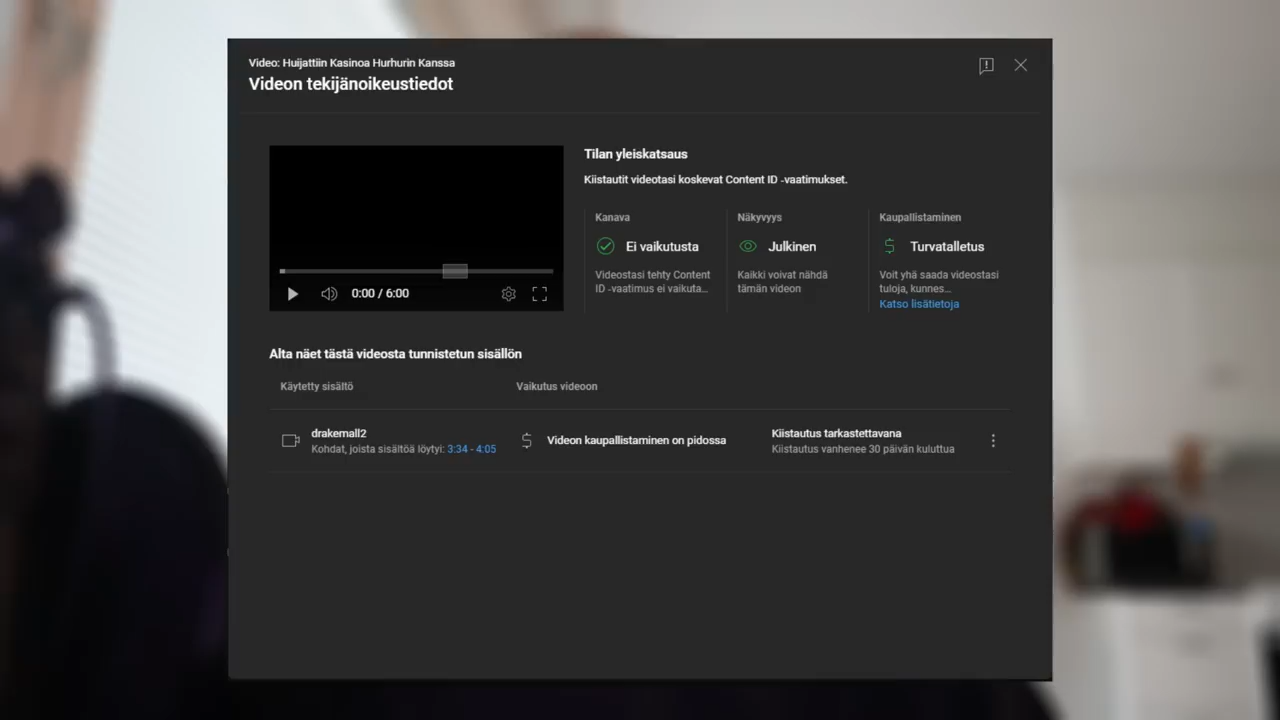 Video: Huijattiin Kasinoa Hurhurin Kanssa
Videon tekijänoikeustiedot
Tilan yleiskatsaus
Kiistautit videotasi koskevat Content ID -vaatimukset.
Kanava
Ei vaikutusta
Videostasi tehty Content
ID -vaatimus ei vaikuta...
Näkyvyys
Julkinen
Kaikki voivat nähdä
tämän videon
Kaupallistaminen
Turvatalletus
Voit yhä saada videostasi
tuloja, kunnes...
Katso lisätietoja
0:00 / 6:00
Alta näet tästä videosta tunnistetun sisällön
Käytetty sisältö
Vaikutus videoon
drakemall2
Kohdat, joista sisältöä löytyi: 3:34 - 4:05
Videon kaupallistaminen on pidossa
Kiistautus tarkastettavana
Kiistautus vanhenee 30 päivän kuluttua